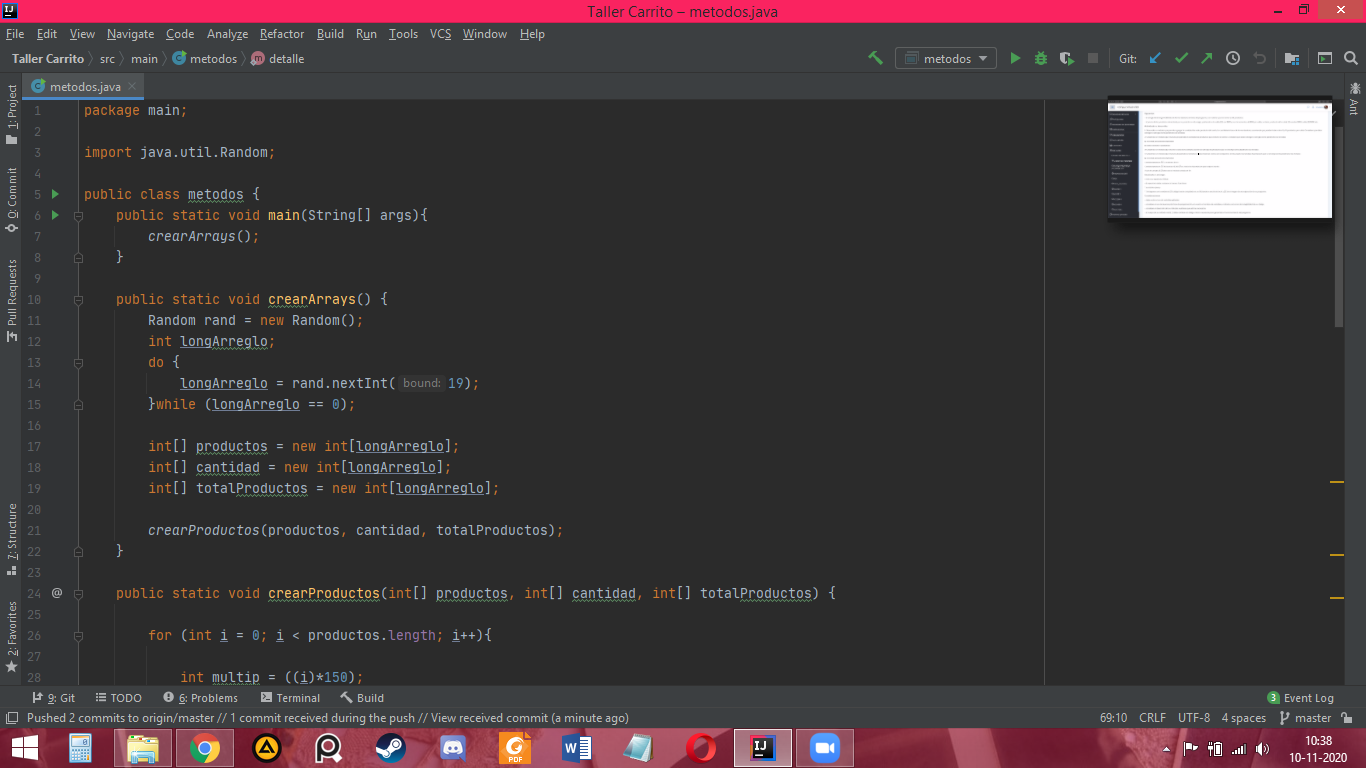 Taller Carrito – metodos.java
File Edit View Navigate Code Analyze Refactor Build Run Tools VCS Window Help
Taller Carrito src main metodos detalle metodos Git:
metodos.java
1: Project
0: Commit
Pull Requests
7: Structure
2: Favorites
Ant
1 package main;
2
3 import java.util.Random;
4
5 public class metodos {
6 public static void main(String[] args){
7 crearArrays();
8 }
9
10 public static void crearArrays() {
11 Random rand = new Random();
12 int longArreglo;
13 do {
14 longArreglo = rand.nextInt( bound: 19);
15 }while (longArreglo == 0);
16
17 int[] productos = new int[longArreglo];
18 int[] cantidad = new int[longArreglo];
19 int[] totalProductos = new int[longArreglo];
20
21 crearProductos(productos, cantidad, totalProductos);
22 }
23
24 @ public static void crearProductos(int[] productos, int[] cantidad, int[] totalProductos) {
25
26 for (int i = 0; i < productos.length; i++){
27
28 int multip = ((i)*150);
9: Git TODO 6: Problems Terminal Build 3 Event Log
Pushed 2 commits to origin/master // 1 commit received during the push // View received commit (a minute ago) 69:10 CRLF UTF-8 4 spaces master
PDF
10:38
10-11-2020